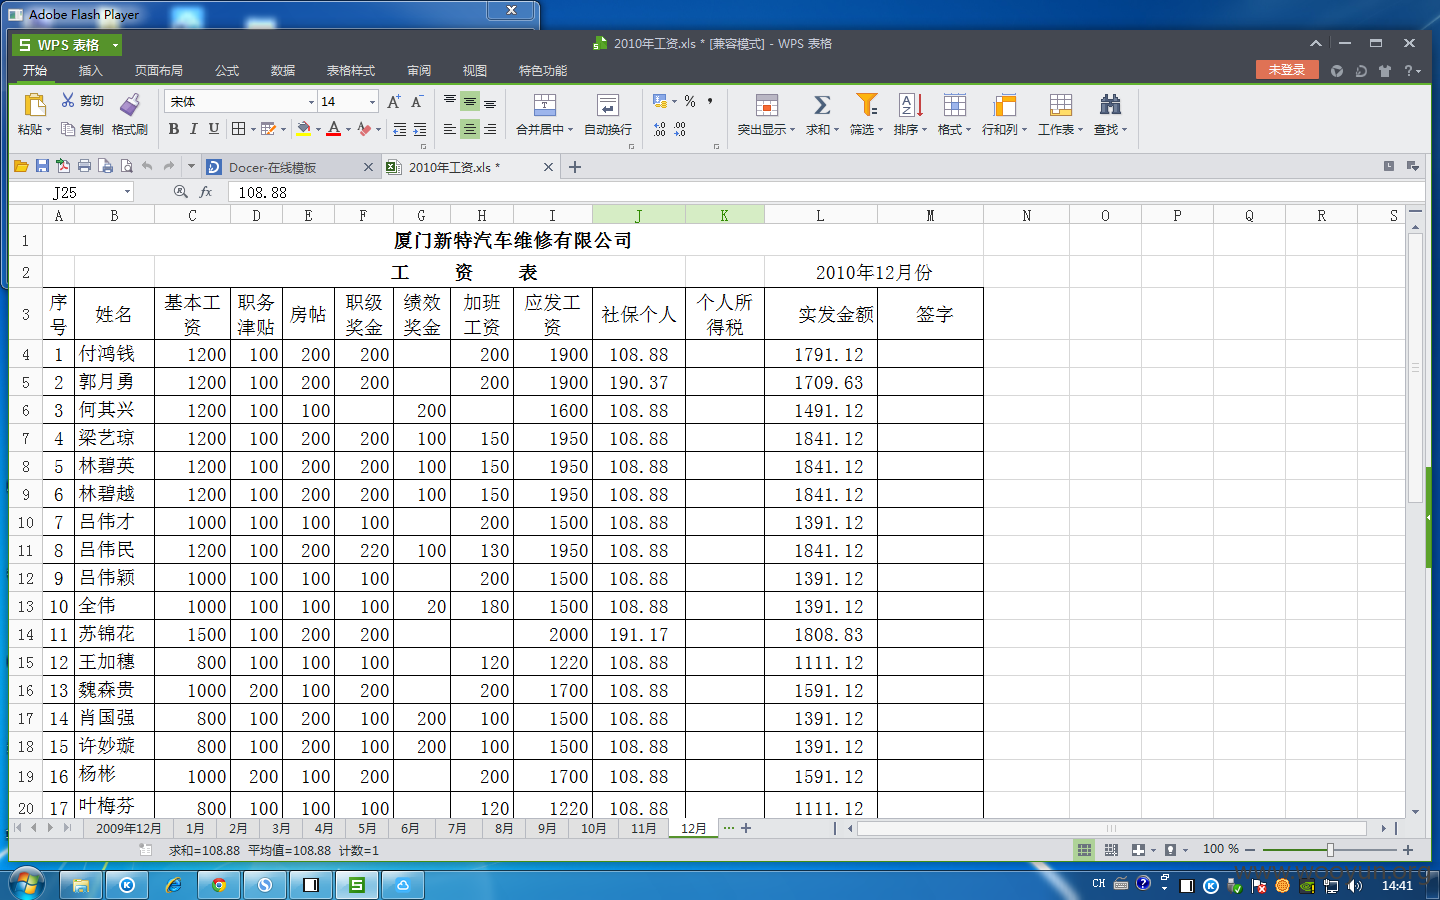 Adobe Flash Player
WPS 表格
2010年工资.xls * [兼容模式] - WPS 表格
开始 插入 页面布局 公式 数据 表格样式 审阅 视图 特色功能 未登录
剪切 宋体 14
粘贴 复制 格式刷 B I U 合并居中 自动换行 突出显示 求和 筛选 排序 格式 行和列 工作表 查找
Docer-在线模板 2010年工资.xls *
J25 fx 108.88
A B C D E F G H I J K L M N O P Q R S
1 厦门新特汽车维修有限公司
2 工 资 表 2010年12月份
3 序号 姓名 基本工资 职务津贴 房帖 职级奖金 绩效奖金 加班工资 应发工资 社保个人 个人所得税 实发金额 签字
4 1 付鸿钱 1200 100 200 200 200 1900 108.88 1791.12
5 2 郭月勇 1200 100 200 200 200 1900 190.37 1709.63
6 3 何其兴 1200 100 100 200 1600 108.88 1491.12
7 4 梁艺琼 1200 100 200 200 100 150 1950 108.88 1841.12
8 5 林碧英 1200 100 200 200 100 150 1950 108.88 1841.12
9 6 林碧越 1200 100 200 200 100 150 1950 108.88 1841.12
10 7 吕伟才 1000 100 100 100 200 1500 108.88 1391.12
11 8 吕伟民 1200 100 200 220 100 130 1950 108.88 1841.12
12 9 吕伟颖 1000 100 100 100 200 1500 108.88 1391.12
13 10 全伟 1000 100 100 100 20 180 1500 108.88 1391.12
14 11 苏锦花 1500 100 200 200 2000 191.17 1808.83
15 12 王加穗 800 100 100 100 120 1220 108.88 1111.12
16 13 魏森贵 1000 200 100 200 200 1700 108.88 1591.12
17 14 肖国强 800 100 200 100 200 100 1500 108.88 1391.12
18 15 许妙璇 800 100 200 100 200 100 1500 108.88 1391.12
19 16 杨彬 1000 200 100 200 200 1700 108.88 1591.12
20 17 叶梅芬 800 100 100 100 120 1220 108.88 1111.12
2009年12月 1月 2月 3月 4月 5月 6月 7月 8月 9月 10月 11月 12月 ···
求和=108.88 平均值=108.88 计数=1 100 %
www.wooyun.org
CH 14:41